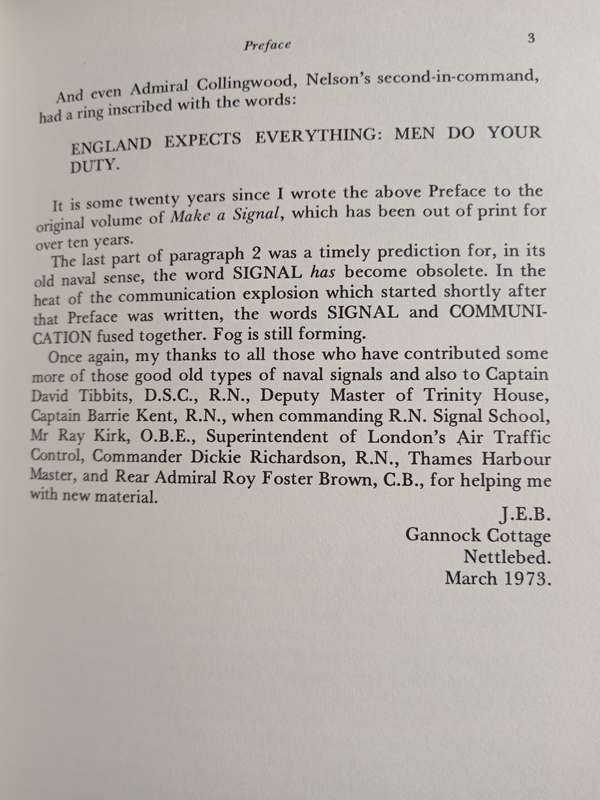 Preface
3
And even Admiral Collingwood, Nelson's second-in-command,
had a ring inscribed with the words:
ENGLAND EXPECTS EVERYTHING: MEN DO YOUR
DUTY.
It is some twenty years since I wrote the above Preface to the
original volume of Make a Signal, which has been out of print for
over ten years.
The last part of paragraph 2 was a timely prediction for, in its
old naval sense, the word SIGNAL has become obsolete. In the
heat of the communication explosion which started shortly after
that Preface was written, the words SIGNAL and COMMUNI-
CATION fused together. Fog is still forming.
Once again, my thanks to all those who have contributed some
more of those good old types of naval signals and also to Captain
David Tibbits, D.S.C., R.N., Deputy Master of Trinity House,
Captain Barrie Kent, R.N., when commanding R.N. Signal School,
Mr Ray Kirk, O.B.E., Superintendent of London's Air Traffic
Control, Commander Dickie Richardson, R.N., Thames Harbour
Master, and Rear Admiral Roy Foster Brown, C.B., for helping me
with new material.
J.E.B.
Gannock Cottage
Nettlebed.
March 1973.